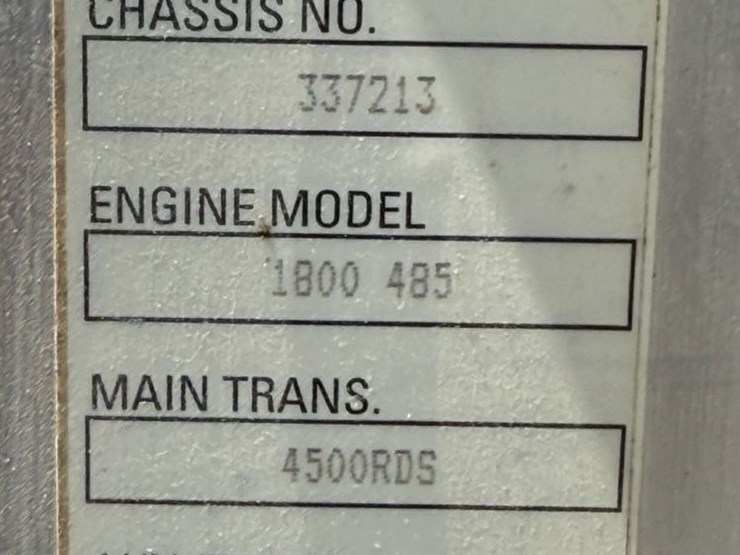 CHASSIS NO.
337213
ENGINE MODEL
1800 485
MAIN TRANS.
4500RDS